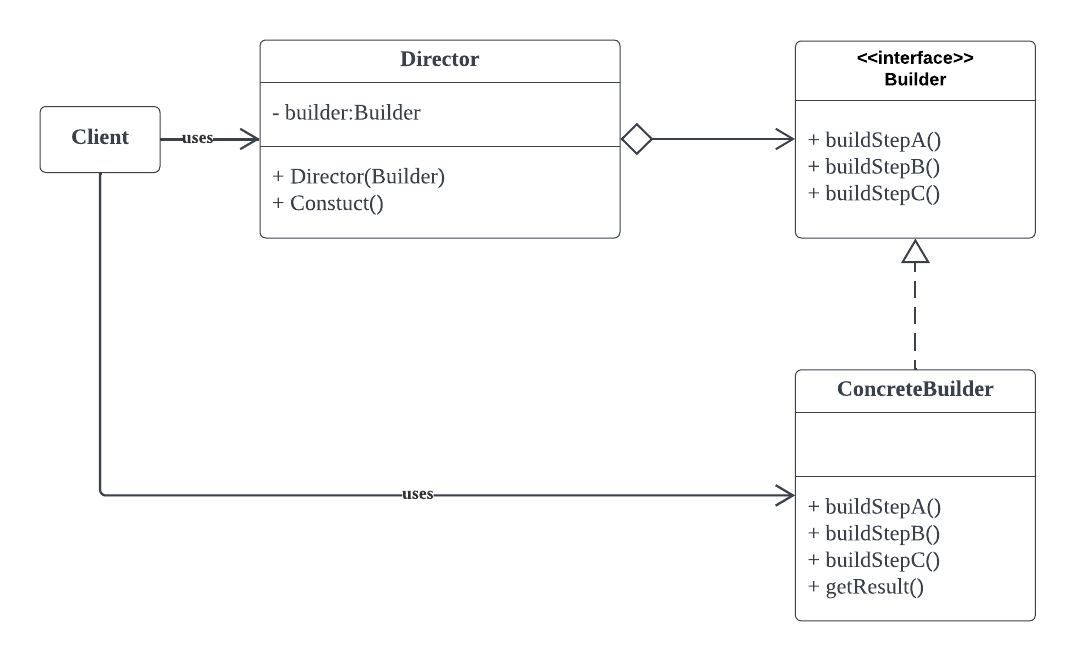 Client
uses
Director
- builder:Builder
+ Director(Builder)
+ Constuct()
<<interface>>
Builder
+ buildStepA()
+ buildStepB()
+ buildStepC()
uses
ConcreteBuilder
+ buildStepA()
+ buildStepB()
+ buildStepC()
+ getResult()